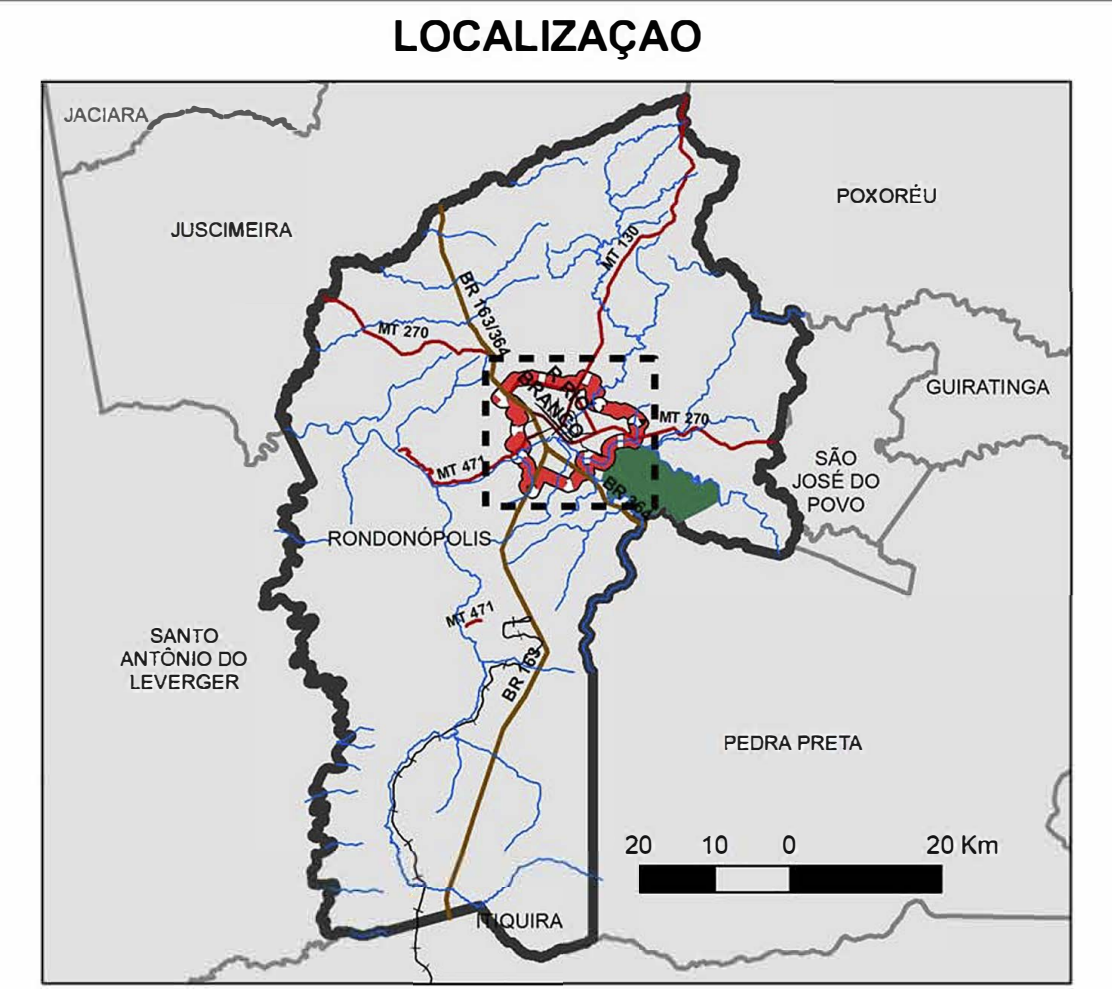 LOCALIZAÇAO
JACIARA
JUSCIMEIRA
POXORÉU
MT 130
BR 163/364
MT 270
R. RIO
BRANCO
GUIRATINGA
MT 270
SÃO
JOSÉ DO
POVO
MT 471
BR 364
RONDONÓPOLIS
MT 471
SANTO
ANTÔNIO DO
LEVERGER
BR 163
PEDRA PRETA
20 10 0 20 Km
ITIQUIRA